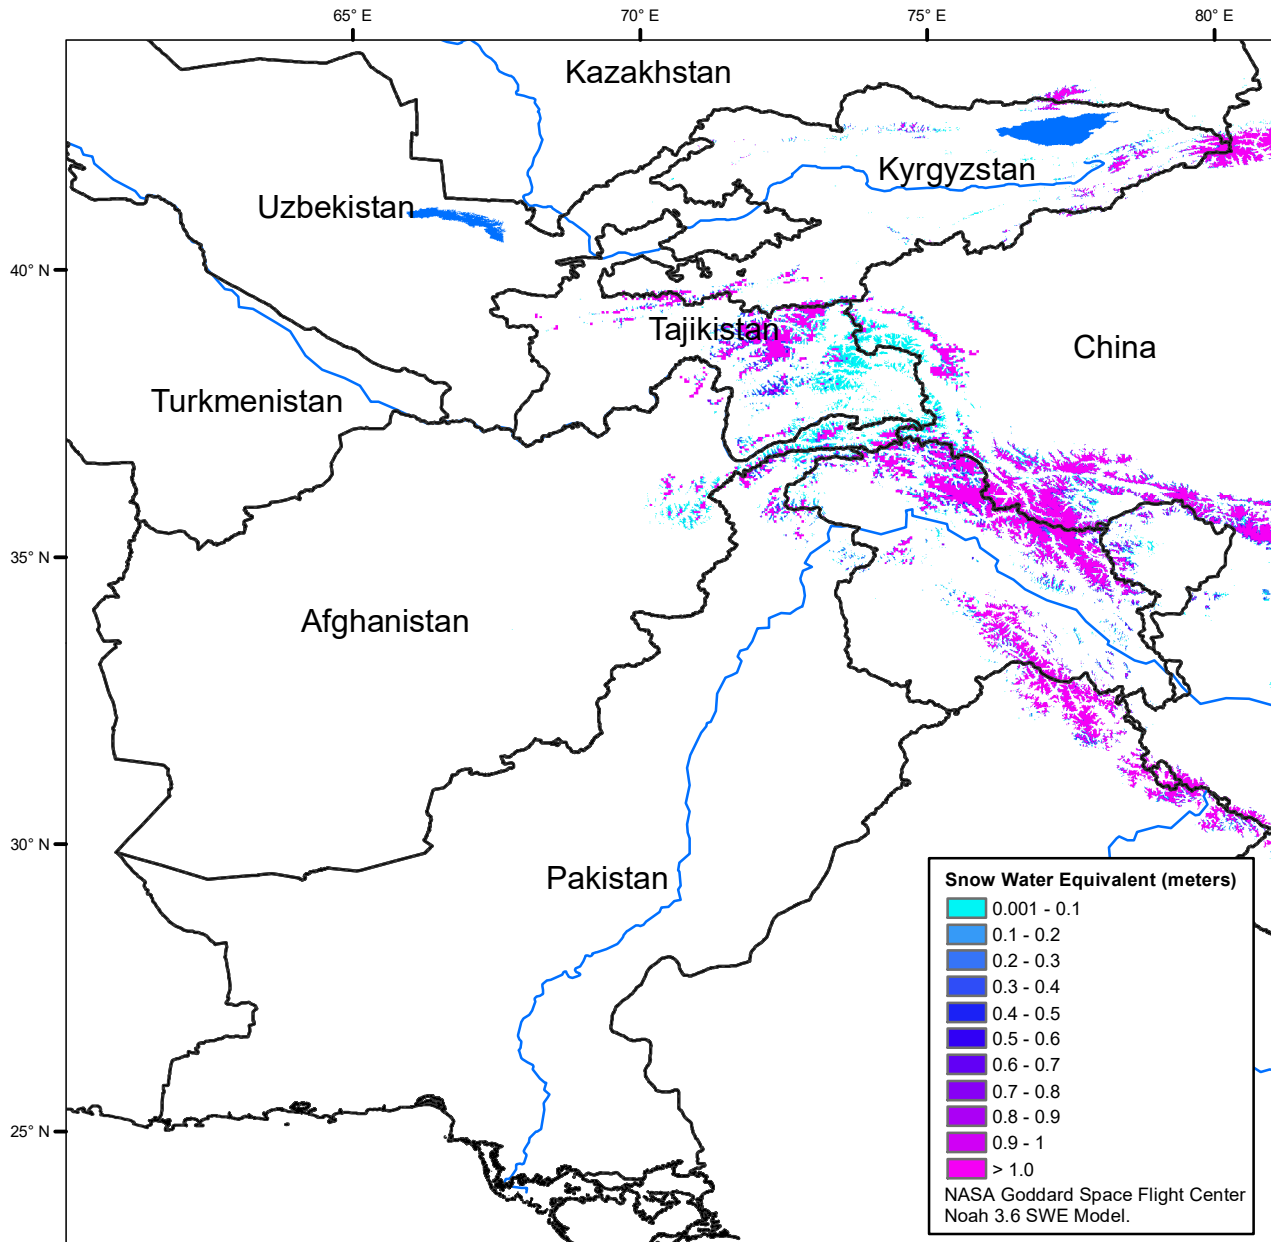 65° E
70° E
75° E
80° E
Kazakhstan
Kyrgyzstan
Uzbekistan
40° N
Tajikistan
China
Turkmenistan
35° N
Afghanistan
30° N
Pakistan
25° N
Snow Water Equivalent (meters)
0.001 - 0.1
0.1 - 0.2
0.2 - 0.3
0.3 - 0.4
0.4 - 0.5
0.5 - 0.6
0.6 - 0.7
0.7 - 0.8
0.8 - 0.9
0.9 - 1
> 1.0
NASA Goddard Space Flight Center
Noah 3.6 SWE Model.